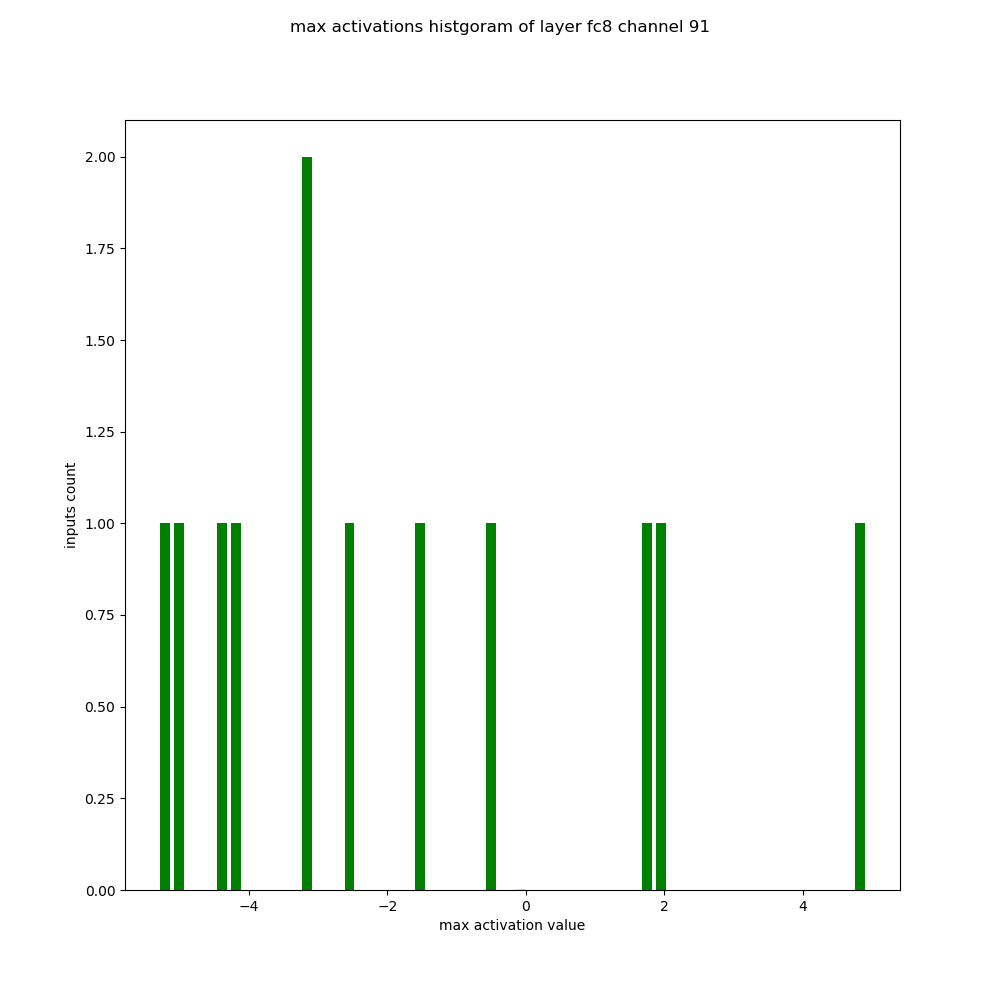 max activations histgoram of layer fc8 channel 91
2.00
1.75
1.50
1.25
1.00
0.75
0.50
0.25
0.00
inputs count
−4 −2 0 2 4
max activation value